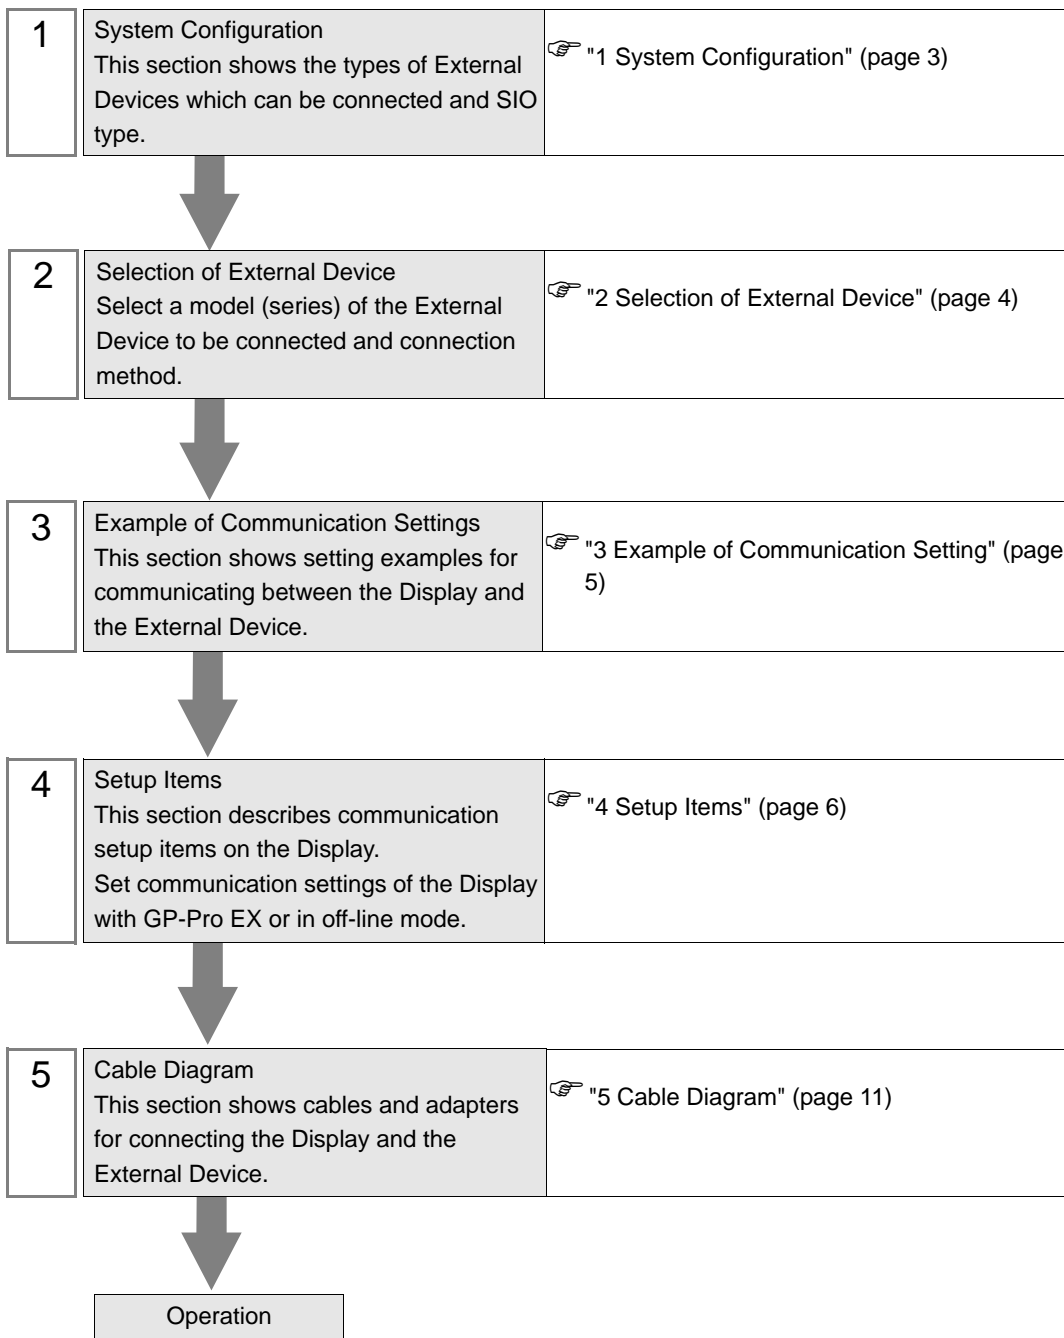 1
System Configuration
This section shows the types of External
Devices which can be connected and SIO
type.
"1 System Configuration" (page 3)
2
Selection of External Device
Select a model (series) of the External
Device to be connected and connection
method.
"2 Selection of External Device" (page 4)
3
Example of Communication Settings
This section shows setting examples for
communicating between the Display and
the External Device.
"3 Example of Communication Setting" (page
5)
4
Setup Items
This section describes communication
setup items on the Display.
Set communication settings of the Display
with GP-Pro EX or in off-line mode.
"4 Setup Items" (page 6)
5
Cable Diagram
This section shows cables and adapters
for connecting the Display and the
External Device.
"5 Cable Diagram" (page 11)
Operation